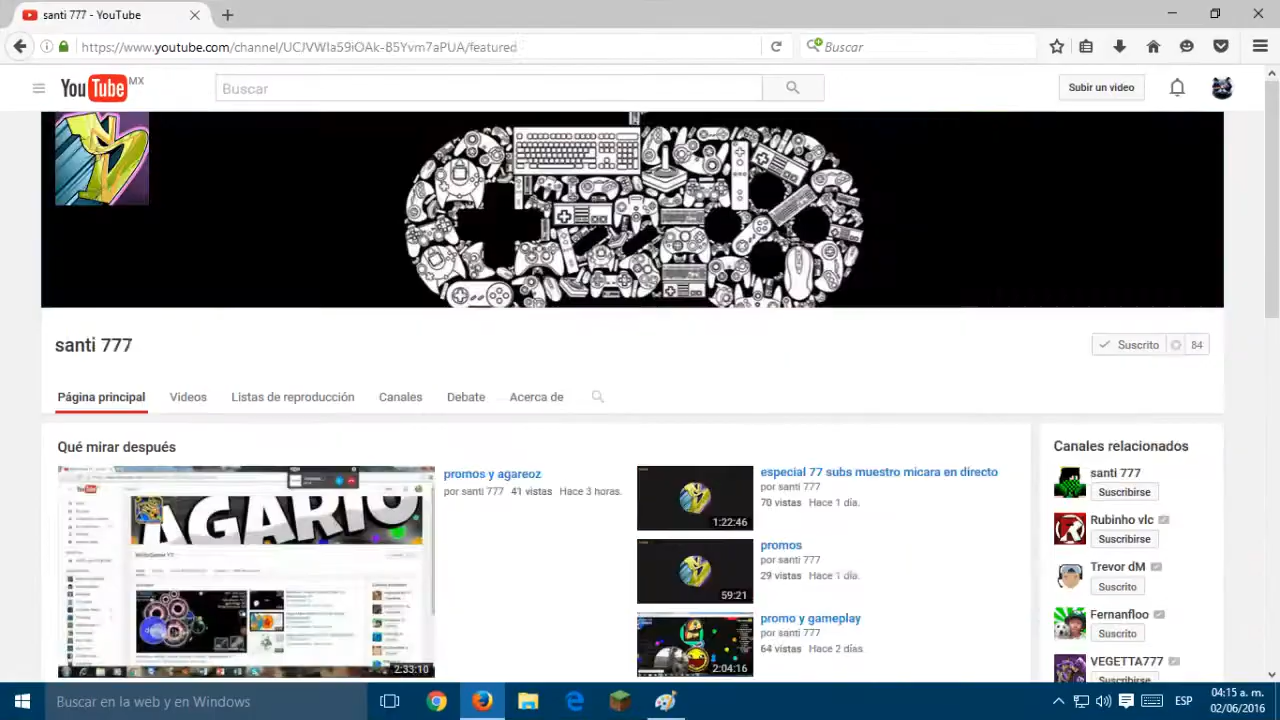 santi 777 - YouTube
https://www.youtube.com/channel/UCJVWIa59iOAk-B5Yvm7aPUA/featured
Buscar
YouTube MX
Buscar
Subir un video
santi 777
Suscrito 84
Página principal Videos Listas de reproducción Canales Debate Acerca de
Qué mirar después
Canales relacionados
AGARIO
2:33:10
promos y agareoz
por santi 777 21 vistas Hace 3 horas.
1:22:46
especial 77 subs muestro micara en directo
por santi 777
70 vistas Hace 1 día.
59:21
promos
por santi 777
29 vistas Hace 1 día.
2:04:16
promo y gameplay
por santi 777
64 vistas Hace 2 días
santi 777
Suscribirse
Rubinho vlc
Suscribirse
Trevor dM
Suscrito
Fernanfloo
Suscrito
VEGETTA777
Suscribirse
Buscar en la web y en Windows
ESP
04:15 a. m.
02/06/2016